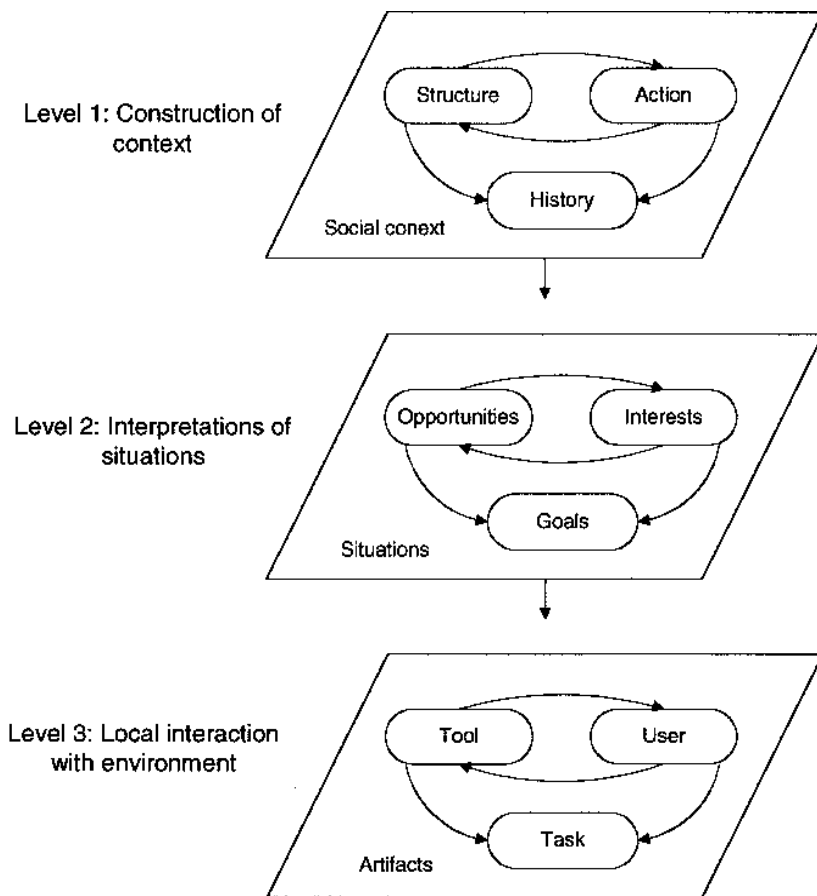 Structure
Action
Level 1: Construction of
context
History
Social conext
Opportunities
Interests
Level 2: Interpretations of
situations
Goals
Situations
Tool
User
Level 3: Local interaction
with environment
Task
Artifacts